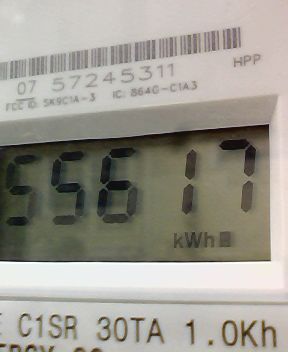 07 57245311
HPP
FCC ID: SK9C1A-3 IC: 864G-C1A3
55617
kWh
C1SR 30TA 1.0Kh